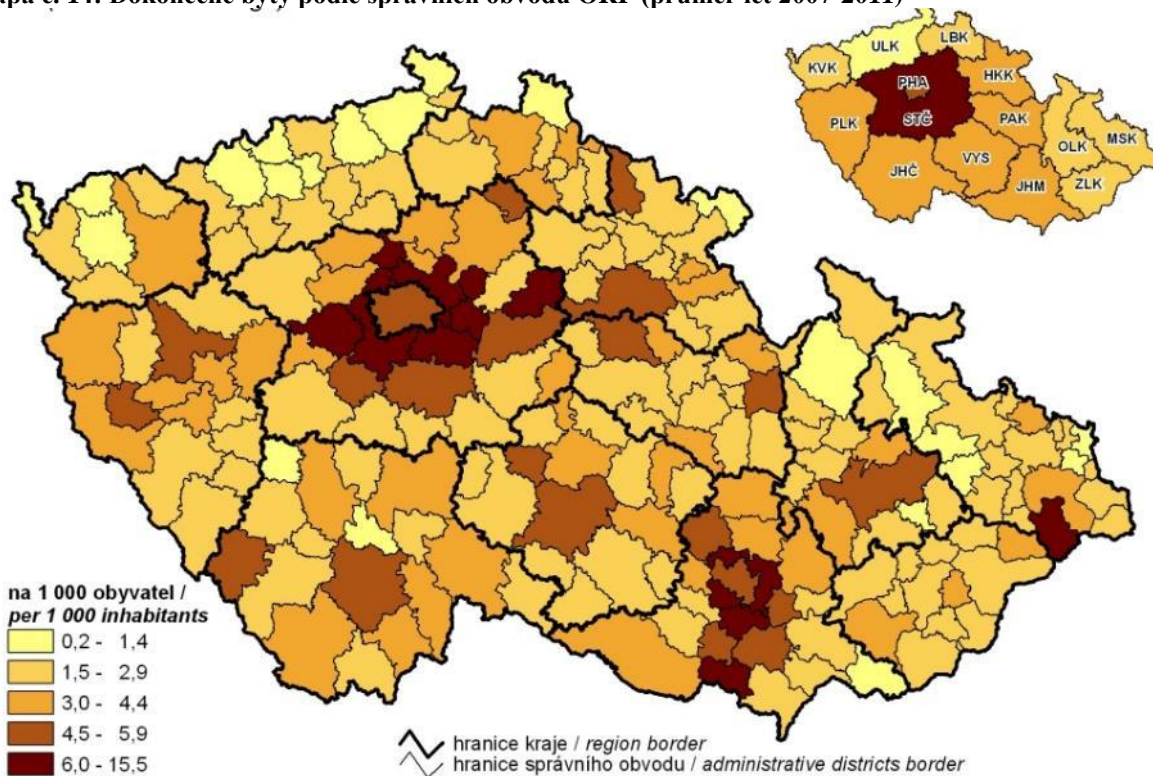 apa č. 14: Dokončené byty podle správních obvodů ORP (průměr let 2007-2011)
ULK
LBK
KVK
PHA
HKK
PLK
STČ
PAK
OLK
MSK
JHČ
VYS
JHM
ZLK
na 1 000 obyvatel /
per 1 000 inhabitants
0,2 - 1,4
1,5 - 2,9
3,0 - 4,4
4,5 - 5,9
6,0 - 15,5
hranice kraje / region border
hranice správního obvodu / administrative districts border